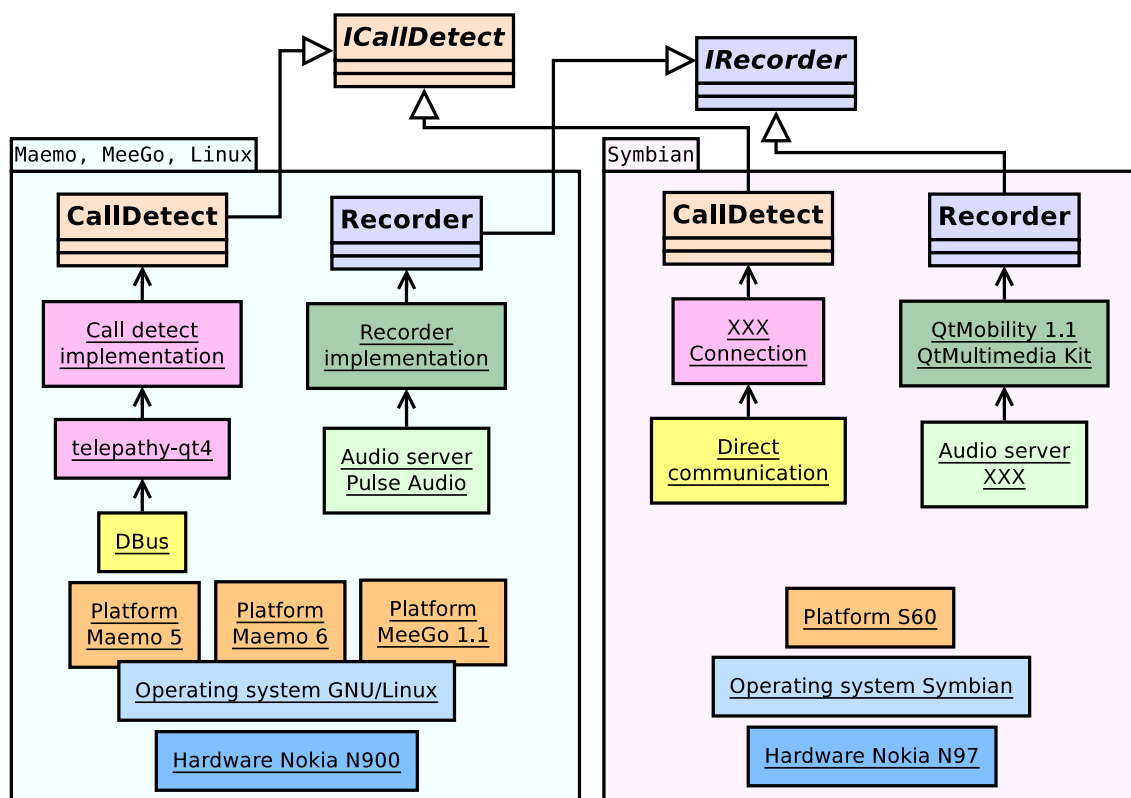 ICallDetect
IRecorder
Maemo, MeeGo, Linux
CallDetect
Recorder
Call detect
implementation
Recorder
implementation
telepathy-qt4
Audio server
Pulse Audio
DBus
Platform
Maemo 5
Platform
Maemo 6
Platform
MeeGo 1.1
Operating system GNU/Linux
Hardware Nokia N900
Symbian
CallDetect
Recorder
XXX
Connection
QtMobility 1.1
QtMultimedia Kit
Direct
communication
Audio server
XXX
Platform S60
Operating system Symbian
Hardware Nokia N97